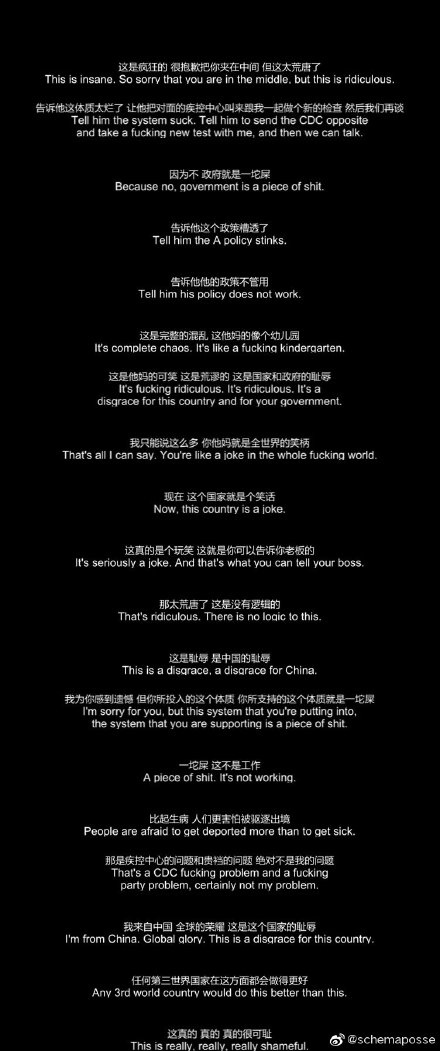 这是疯狂的 很抱歉把你夹在中间 但这太荒唐了
This is insane. So sorry that you are in the middle, but this is ridiculous.
告诉他这体质太烂了 让他把对面的疾控中心叫来跟我一起做个新的检查 然后我们再谈
Tell him the system suck. Tell him to send the CDC opposite
and take a fucking new test with me, and then we can talk.
因为不 政府就是一坨屎
Because no, government is a piece of shit.
告诉他这个政策糟透了
Tell him the A policy stinks.
告诉他他的政策不管用
Tell him his policy does not work.
这是完整的混乱 这他妈的像个幼儿园
It's complete chaos. It's like a fucking kindergarten.
这是他妈的可笑 这是荒谬的 这是国家和政府的耻辱
It's fucking ridiculous. It's ridiculous. It's a
disgrace for this country and for your government.
我只能说这么多 你他妈就是全世界的笑柄
That's all I can say. You're like a joke in the whole fucking world.
现在 这个国家就是个笑话
Now, this country is a joke.
这真的是个玩笑 这就是你可以告诉你老板的
It's seriously a joke. And that's what you can tell your boss.
那太荒唐了 这是没有逻辑的
That's ridiculous. There is no logic to this.
这是耻辱 是中国的耻辱
This is a disgrace, a disgrace for China.
我为你感到遗憾 但你所投入的这个体质 你所支持的这个体质就是一坨屎
I'm sorry for you, but this system that you're putting into,
the system that you are supporting is a piece of shit.
一坨屎 这不是工作
A piece of shit. It's not working.
比起生病 人们更害怕被驱逐出境
People are afraid to get deported more than to get sick.
那是疾控中心的问题和贵裆的问题 绝对不是我的问题
That's a CDC fucking problem and a fucking
party problem, certainly not my problem.
我来自中国 全球的荣耀 这是这个国家的耻辱
I'm from China. Global glory. This is a disgrace for this country.
任何第三世界国家在这方面都会做得更好
Any 3rd world country would do this better than this.
这真的 真的 真的很可耻
This is really, really, really shameful.
@schemaposse